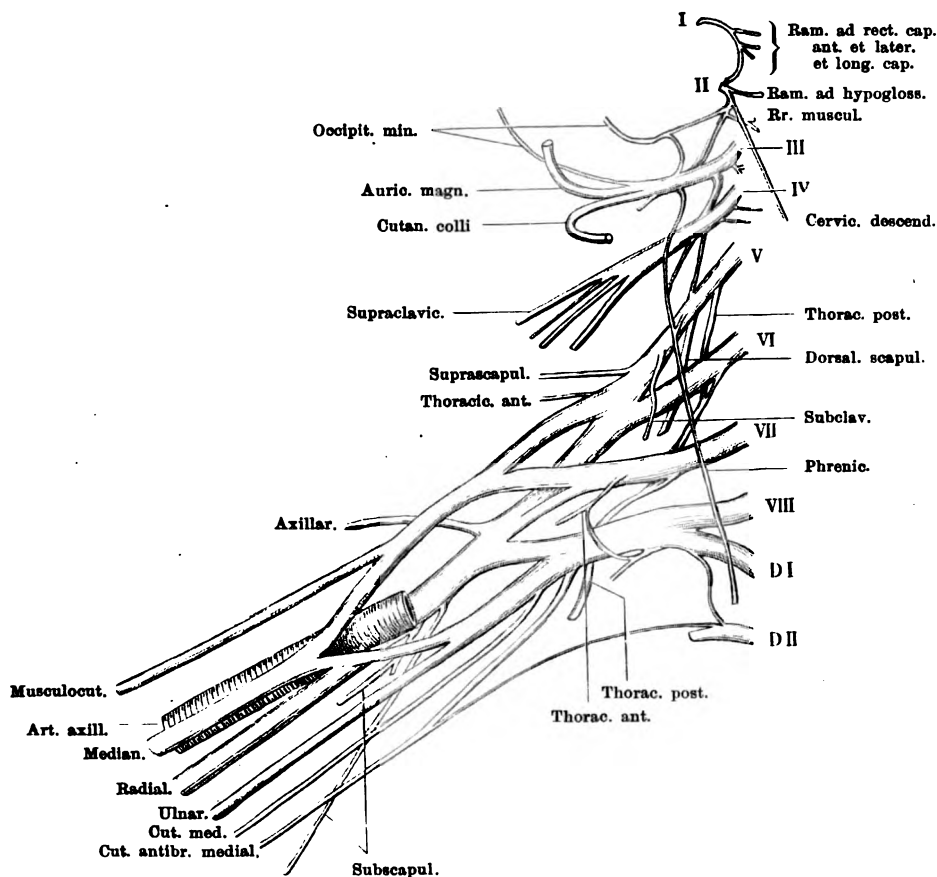 I
Ram. ad rect. cap.
ant. et later.
et long. cap.
II
Ram. ad hypogloss.
Rr. muscul.
Occipit. min.
III
Auric. magn.
IV
Cutan. colli
Cervic. descend.
V
Supraclavic.
Thorac. post.
VI
Dorsal. scapul.
Suprascapul.
Thoracic. ant.
Subclav.
VII
Phrenic.
VIII
Axillar.
D I
D II
Musculocut.
Thorac. post.
Thorac. ant.
Art. axill.
Median.
Radial.
Ulnar.
Cut. med.
Cut. antibr. medial.
Subscapul.